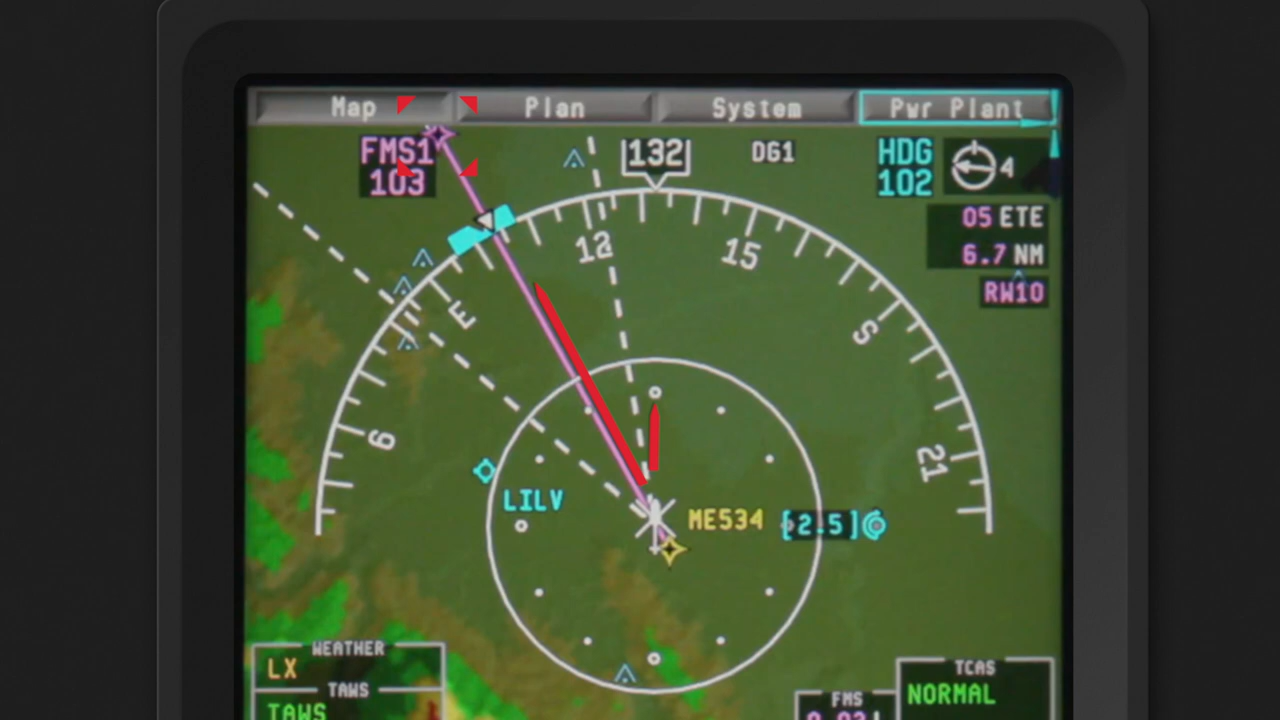 Map Plan System Pwr Plant
FMS1
103
132
DG1
HDG
102
4
05 ETE
6.7 NM
RW10
12
15
E
S
6
21
LILV
ME534
[2.5]
WEATHER
LX
TAWS
TAWS
TCAS
NORMAL
FMS